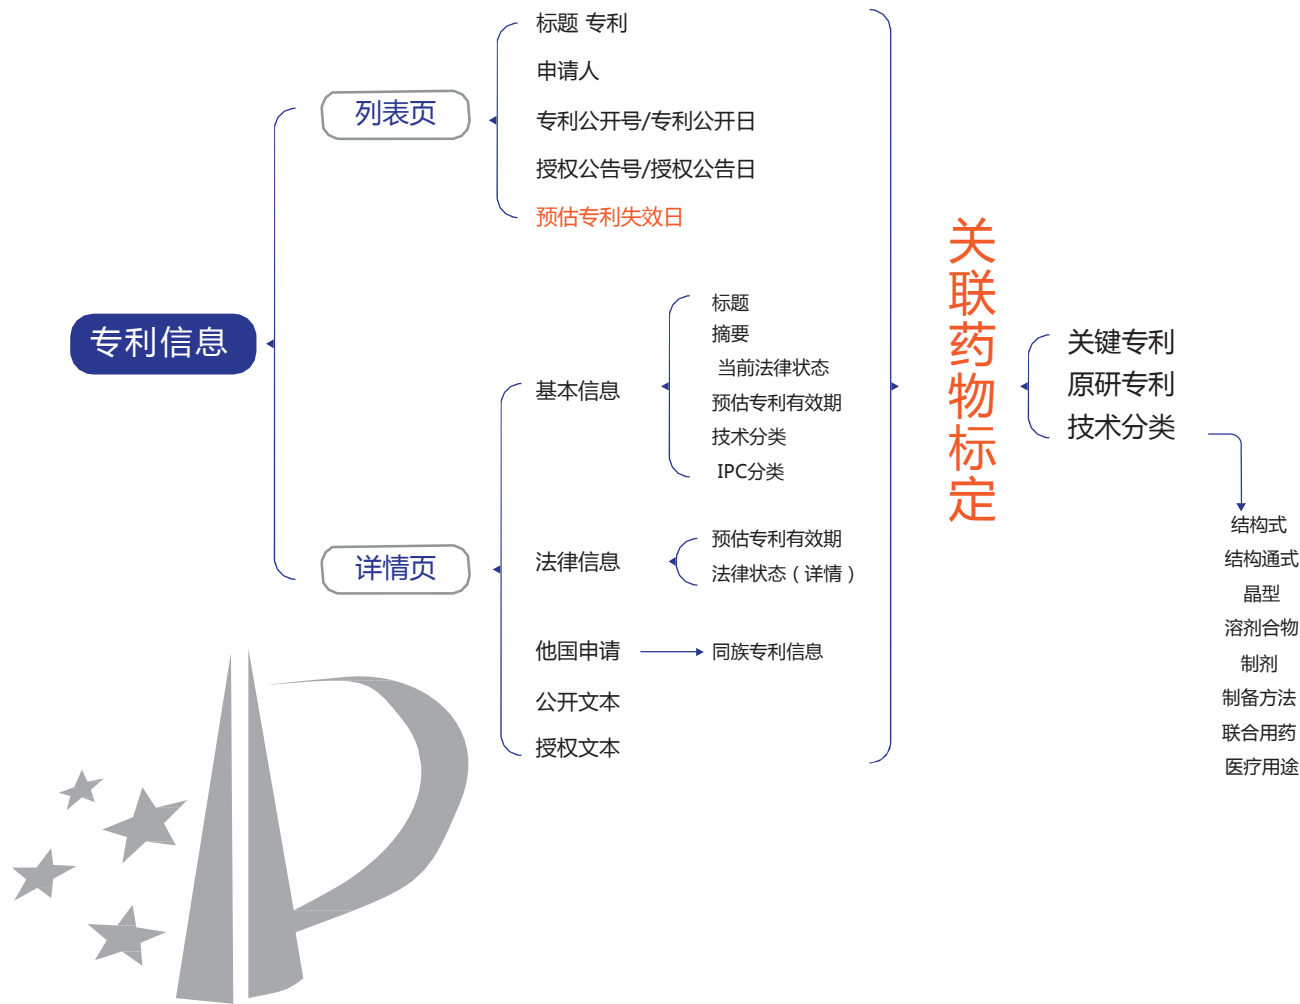 专利信息
列表页
标题 专利
申请人
专利公开号/专利公开日
授权公告号/授权公告日
预估专利失效日
详情页
基本信息
标题
摘要
当前法律状态
预估专利有效期
技术分类
IPC分类
法律信息
预估专利有效期
法律状态（详情）
他国申请
同族专利信息
公开文本
授权文本
关联药物标定
关键专利
原研专利
技术分类
结构式
结构通式
晶型
溶剂合物
制剂
制备方法
联合用药
医疗用途